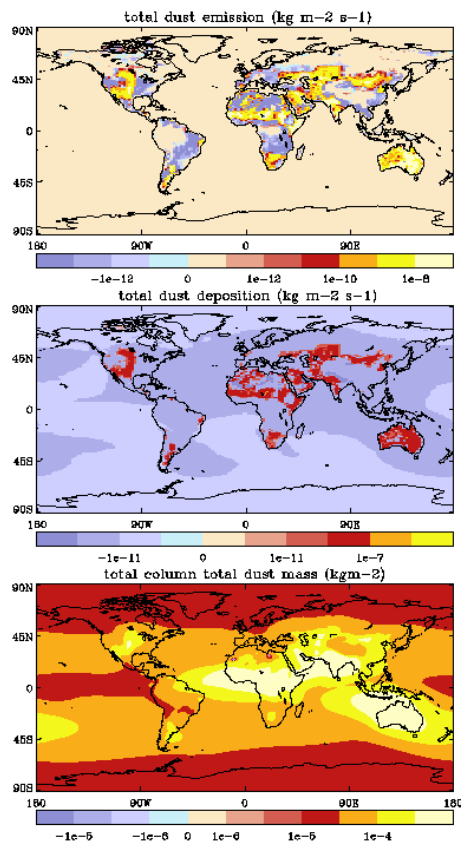 total dust emission (kg m-2 s-1)
90N
45N
0
45S
90S
180 90W 0 90E 180
-1e-12 0 1e-12 1e-10 1e-8
total dust deposition (kg m-2 s-1)
90N
45N
0
45S
90S
180 90W 0 90E 180
-1e-11 0 1e-11 1e-7
total column total dust mass (kgm-2)
90N
45N
0
45S
90S
180 90W 0 90E 180
-1e-5 -1e-6 0 1e-6 1e-5 1e-4